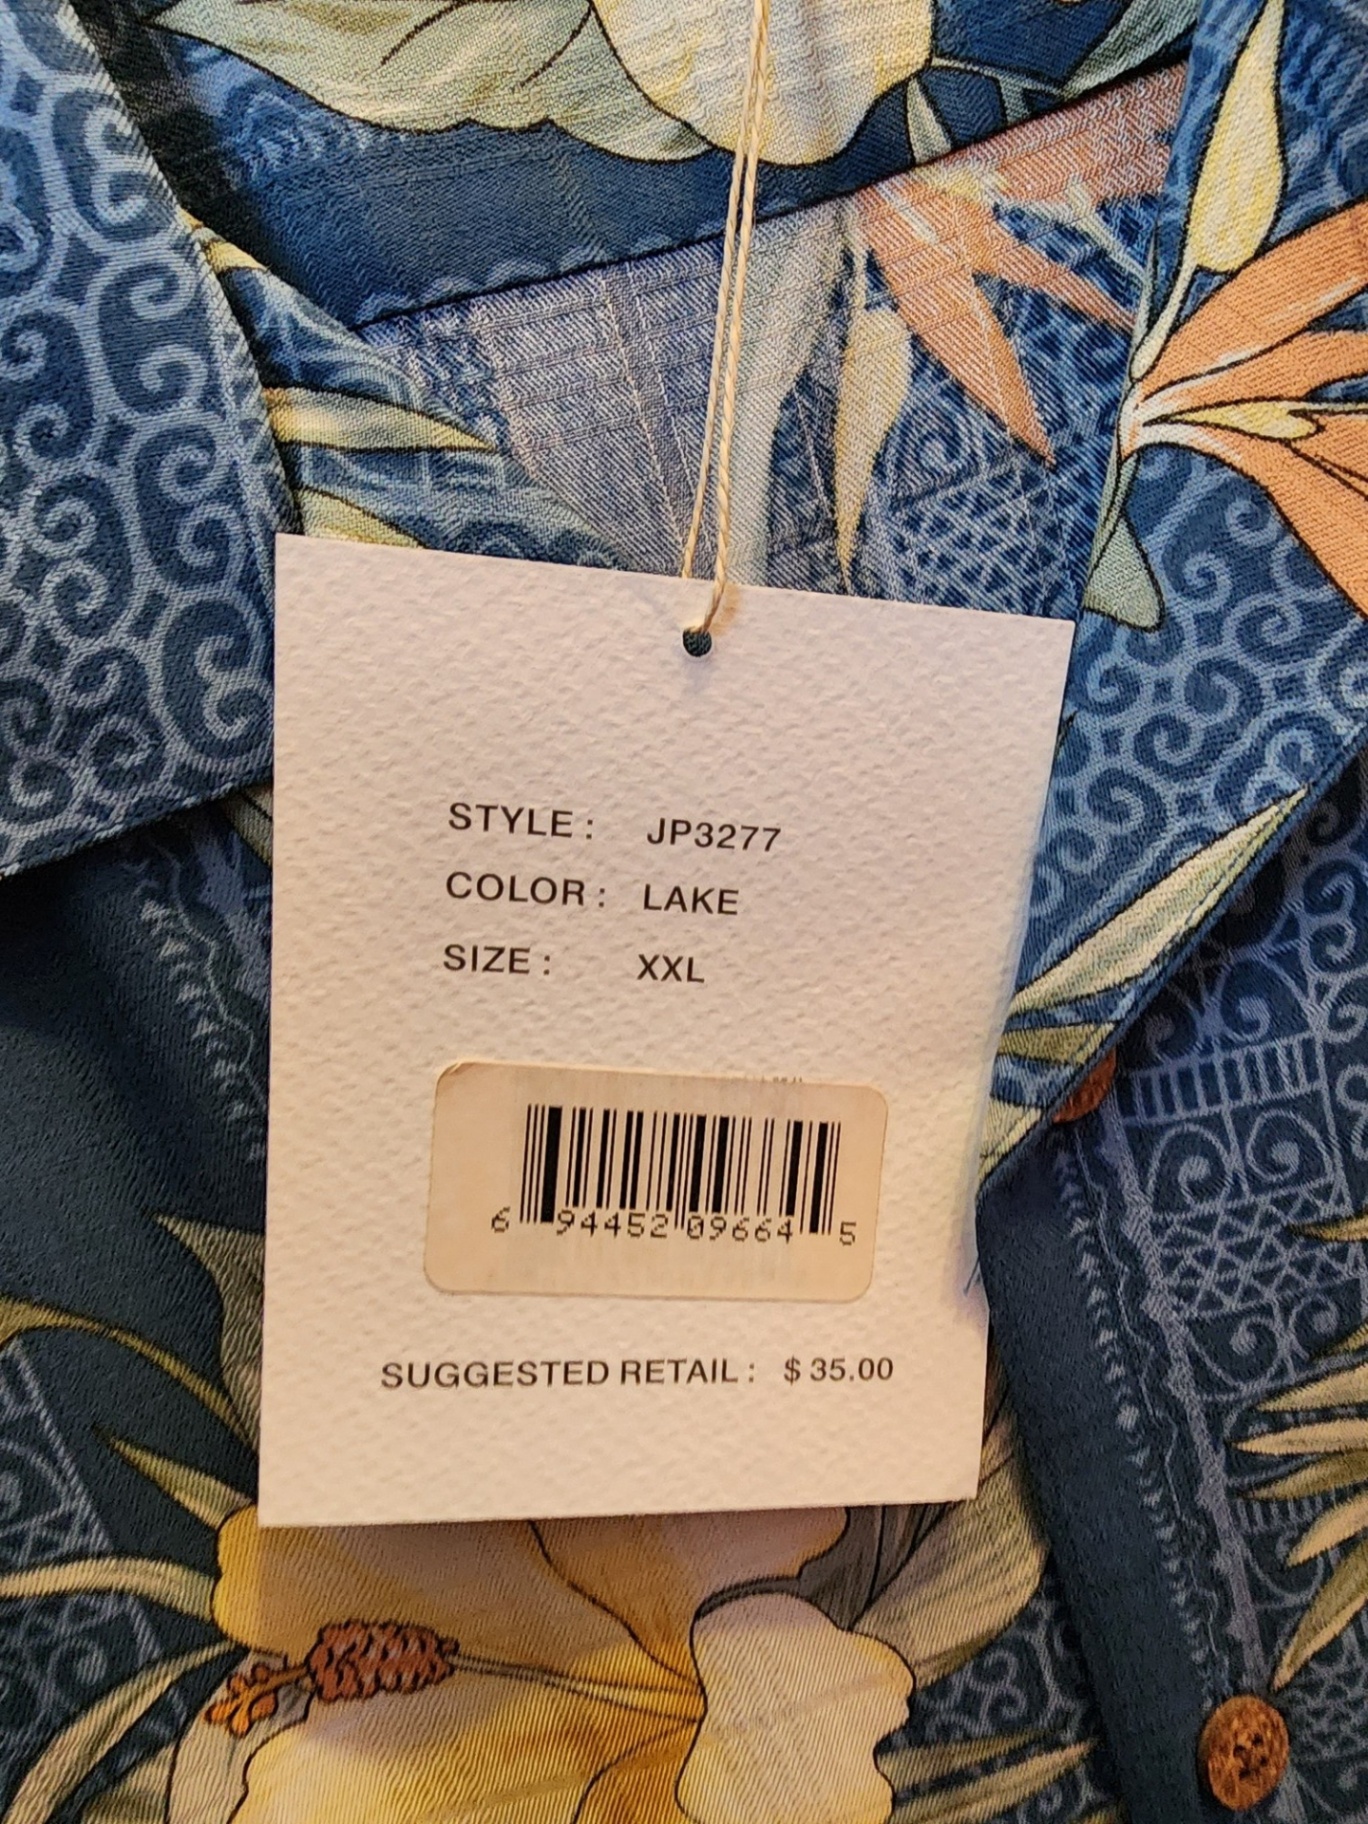 STYLE : JP3277
COLOR : LAKE
SIZE : XXL
6 94452 09664 5
SUGGESTED RETAIL : $ 35.00